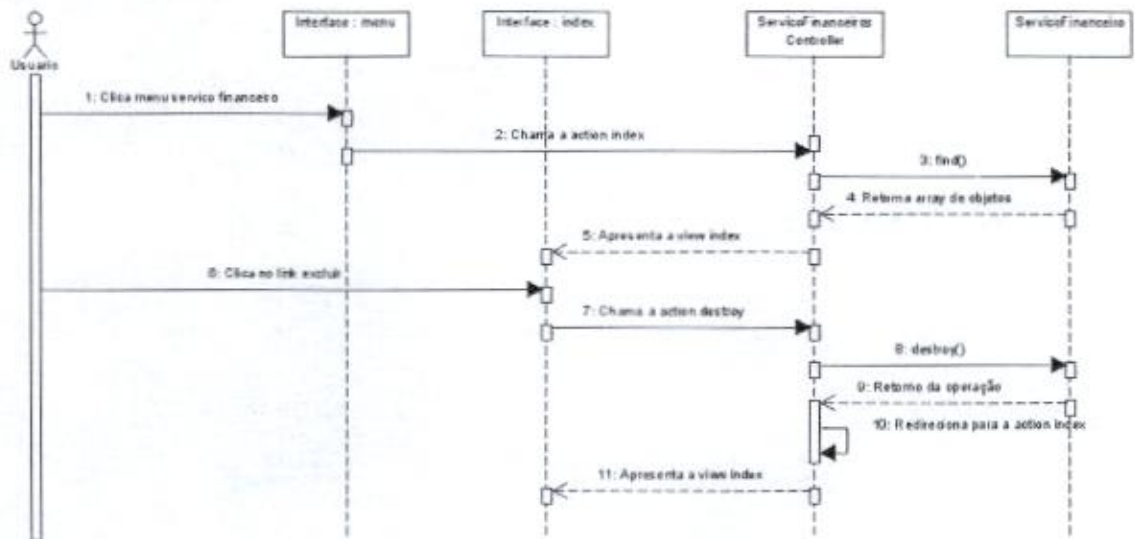 Interface : menu
Interface : index
ServicoFinanceiros
Controller
ServicoFinanceiro
Usuario
1: Clica menu servico financeiro
2: Chama a action index
3: find()
4: Retorna array de objetos
5: Apresenta a view index
6: Clica no link excluir
7: Chama a action destroy
8: destroy()
9: Retorno da operação
10: Redireciona para a action index
11: Apresenta a view index